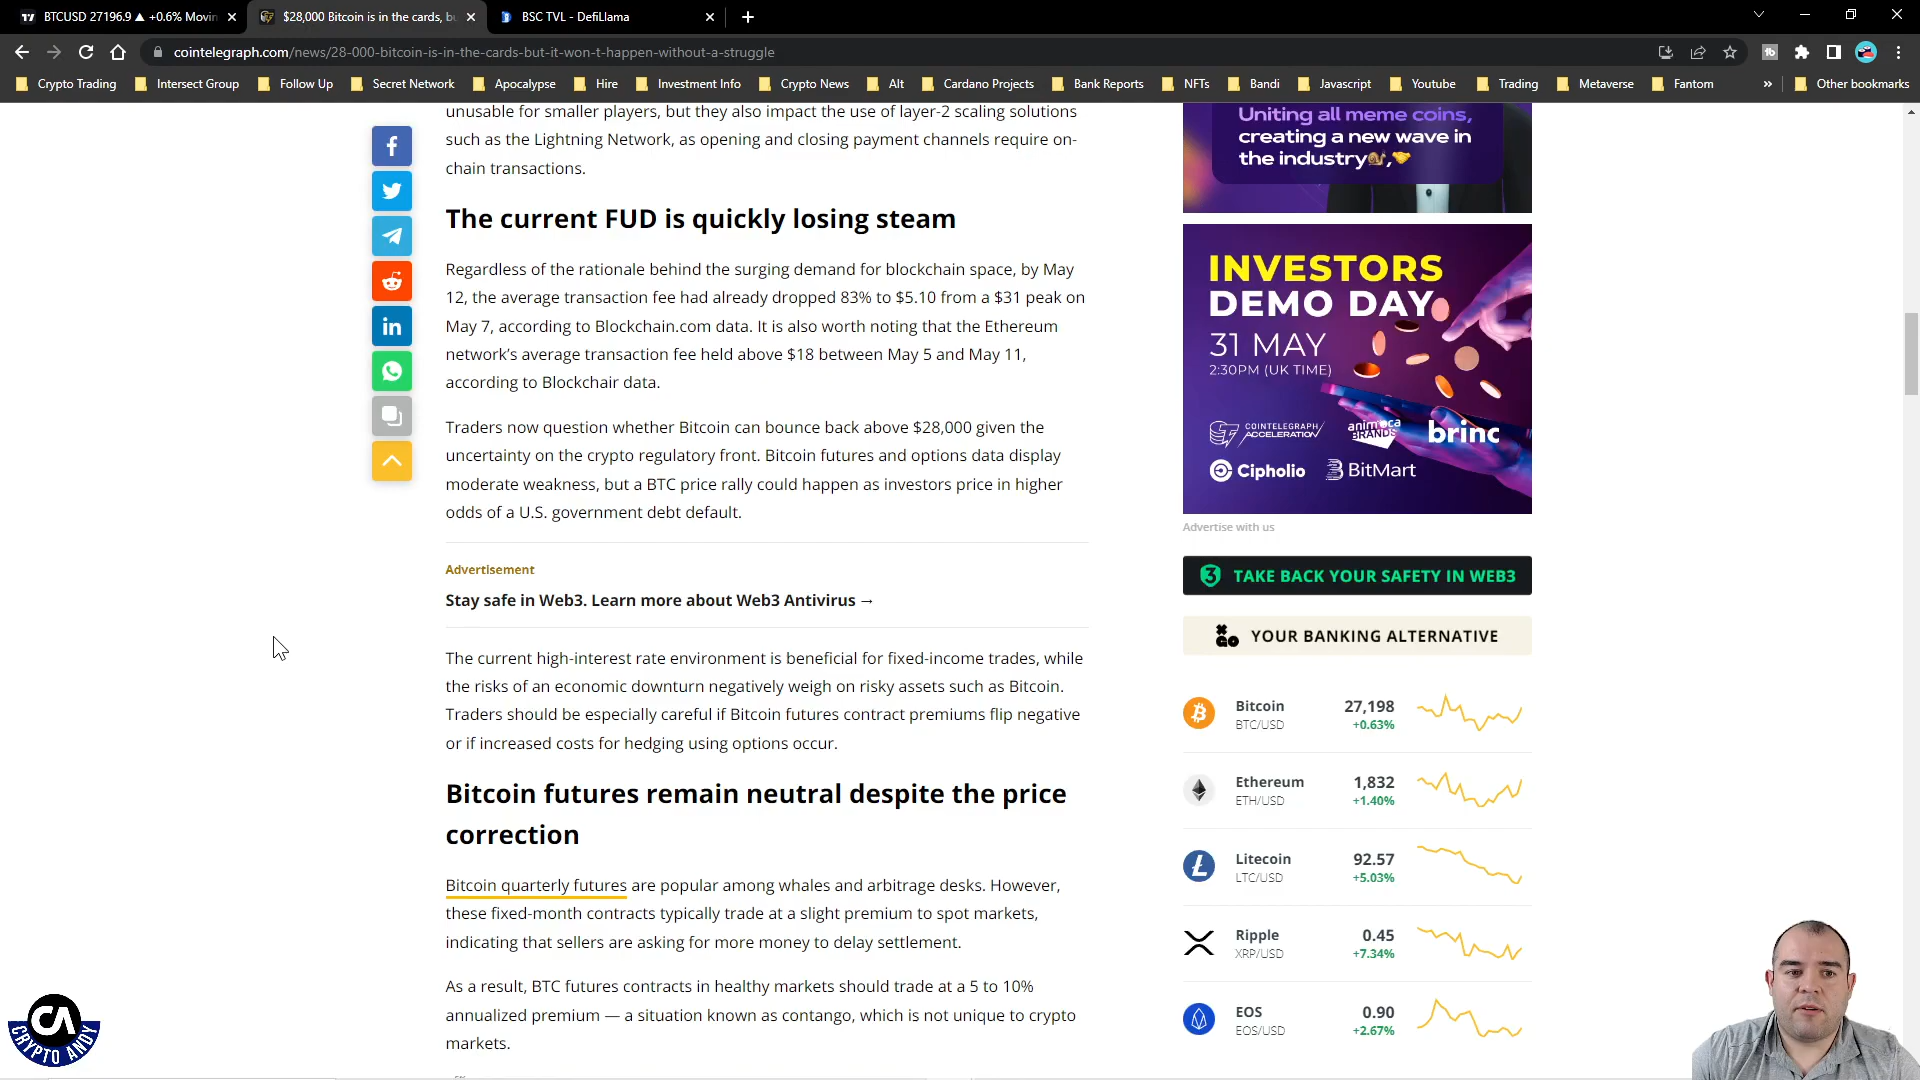 BTCUSD 27196.9 ▲ +0.6% Movin
$28,000 Bitcoin is in the cards, bu
BSC TVL - DefiLlama
cointelegraph.com/news/28-000-bitcoin-is-in-the-cards-but-it-won-t-happen-without-a-struggle
Crypto Trading
Intersect Group
Follow Up
Secret Network
Apocalypse
Hire
Investment Info
Crypto News
Alt
Cardano Projects
Bank Reports
NFTs
Bandi
Javascript
Youtube
Trading
Metaverse
Fantom
»
Other bookmarks
unusable for smaller players, but they also impact the use of layer-2 scaling solutions
such as the Lightning Network, as opening and closing payment channels require on-
chain transactions.
The current FUD is quickly losing steam
Regardless of the rationale behind the surging demand for blockchain space, by May
12, the average transaction fee had already dropped 83% to $5.10 from a $31 peak on
May 7, according to Blockchain.com data. It is also worth noting that the Ethereum
network's average transaction fee held above $18 between May 5 and May 11,
according to Blockchair data.
Traders now question whether Bitcoin can bounce back above $28,000 given the
uncertainty on the crypto regulatory front. Bitcoin futures and options data display
moderate weakness, but a BTC price rally could happen as investors price in higher
odds of a U.S. government debt default.
Advertisement
Stay safe in Web3. Learn more about Web3 Antivirus →
The current high-interest rate environment is beneficial for fixed-income trades, while
the risks of an economic downturn negatively weigh on risky assets such as Bitcoin.
Traders should be especially careful if Bitcoin futures contract premiums flip negative
or if increased costs for hedging using options occur.
Bitcoin futures remain neutral despite the price
correction
Bitcoin quarterly futures are popular among whales and arbitrage desks. However,
these fixed-month contracts typically trade at a slight premium to spot markets,
indicating that sellers are asking for more money to delay settlement.
As a result, BTC futures contracts in healthy markets should trade at a 5 to 10%
annualized premium — a situation known as contango, which is not unique to crypto
markets.
Uniting all meme coins,
creating a new wave in
the industry🐌,🤝
INVESTORS
DEMO DAY
31 MAY
2:30PM (UK TIME)
COINTELEGRAPH
ACCELERATION
animoca
BRANDS
brinc
Cipholio
BitMart
Advertise with us
TAKE BACK YOUR SAFETY IN WEB3
YOUR BANKING ALTERNATIVE
Bitcoin 27,198
BTC/USD +0.63%
Ethereum 1,832
ETH/USD +1.40%
Litecoin 92.57
LTC/USD +5.03%
Ripple 0.45
XRP/USD +7.34%
EOS 0.90
EOS/USD +2.67%
CA
CRYPTO ANDY